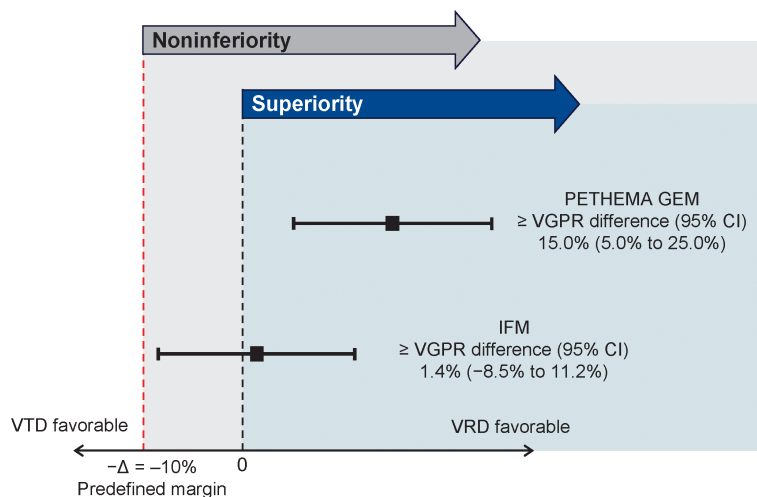 Noninferiority
Superiority
PETHEMA GEM
≥ VGPR difference (95% CI)
15.0% (5.0% to 25.0%)
IFM
≥ VGPR difference (95% CI)
1.4% (−8.5% to 11.2%)
VTD favorable
VRD favorable
−Δ = –10%
0
Predefined margin